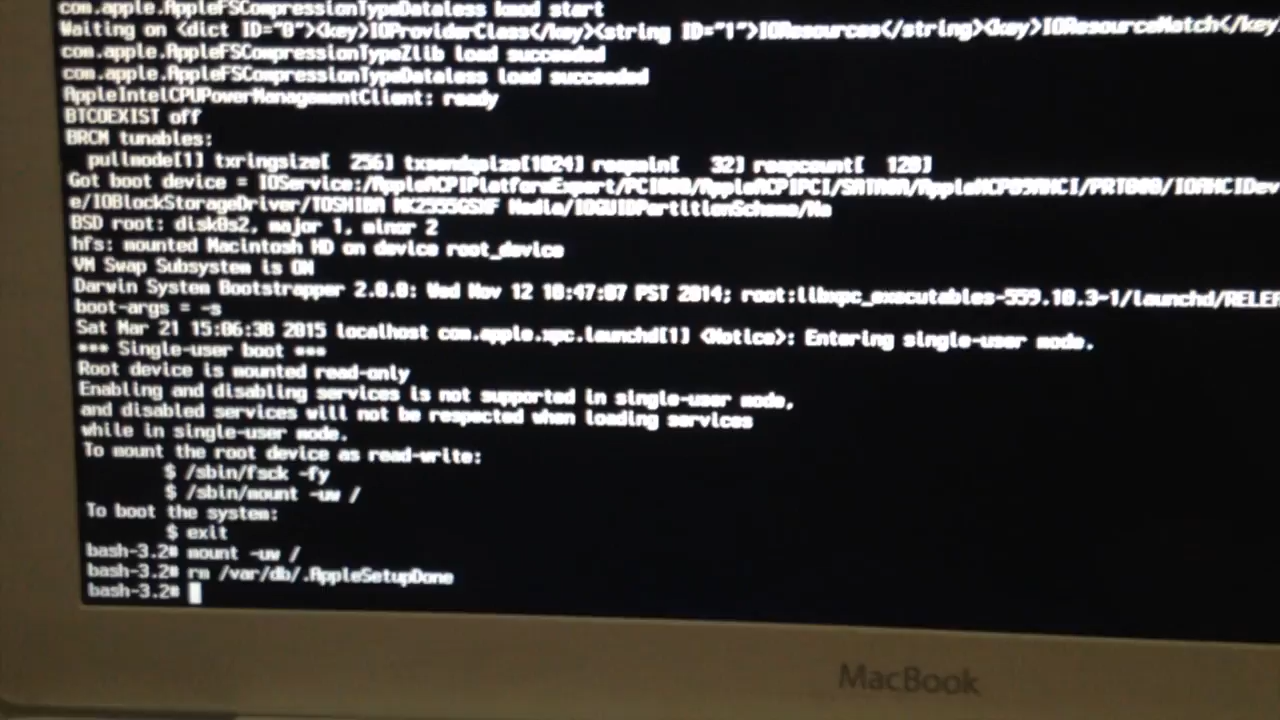 com.apple.AppleFSCompressionTypeDataless kmod start
Waiting on <dict ID="0"><key>IOProviderClass</key><string ID="1">IOResources</string><key>IOResourceMatch</key
com.apple.AppleFSCompressionTypeZlib load succeeded
com.apple.AppleFSCompressionTypeDataless load succeeded
AppleIntelCPUPowerManagementClient: ready
BTCOEXIST off
BRCM tunables:
pullmode[1] txringsize[ 256] txsendqsize[1024] reapmin[ 32] reapcount[ 128]
Got boot device = IOService:/AppleACPIPlatformExpert/PCI0@0/AppleACPIPCI/SATA@A/AppleMCP89AHCI/PRT0@0/IOAHCIDev
e/IOBlockStorageDriver/TOSHIBA MK2555GSXF Media/IOGUIDPartitionScheme/Ma
BSD root: disk0s2, major 1, minor 2
hfs: mounted Macintosh HD on device root_device
VM Swap Subsystem is ON
Darwin System Bootstrapper 2.0.0: Wed Nov 12 18:47:07 PST 2014; root:libxpc_executables-559.10.3~1/launchd/RELEA
boot-args = -s
Sat Mar 21 15:06:38 2015 localhost com.apple.xpc.launchd[1] <Notice>: Entering single-user mode.
*** Single-user boot ***
Root device is mounted read-only
Enabling and disabling services is not supported in single-user mode,
and disabled services will not be respected when loading services
while in single-user mode.
To mount the root device as read-write:
$ /sbin/fsck -fy
$ /sbin/mount -uw /
To boot the system:
$ exit
bash-3.2# mount -uw /
bash-3.2# rm /var/db/.AppleSetupDone
bash-3.2#
MacBook